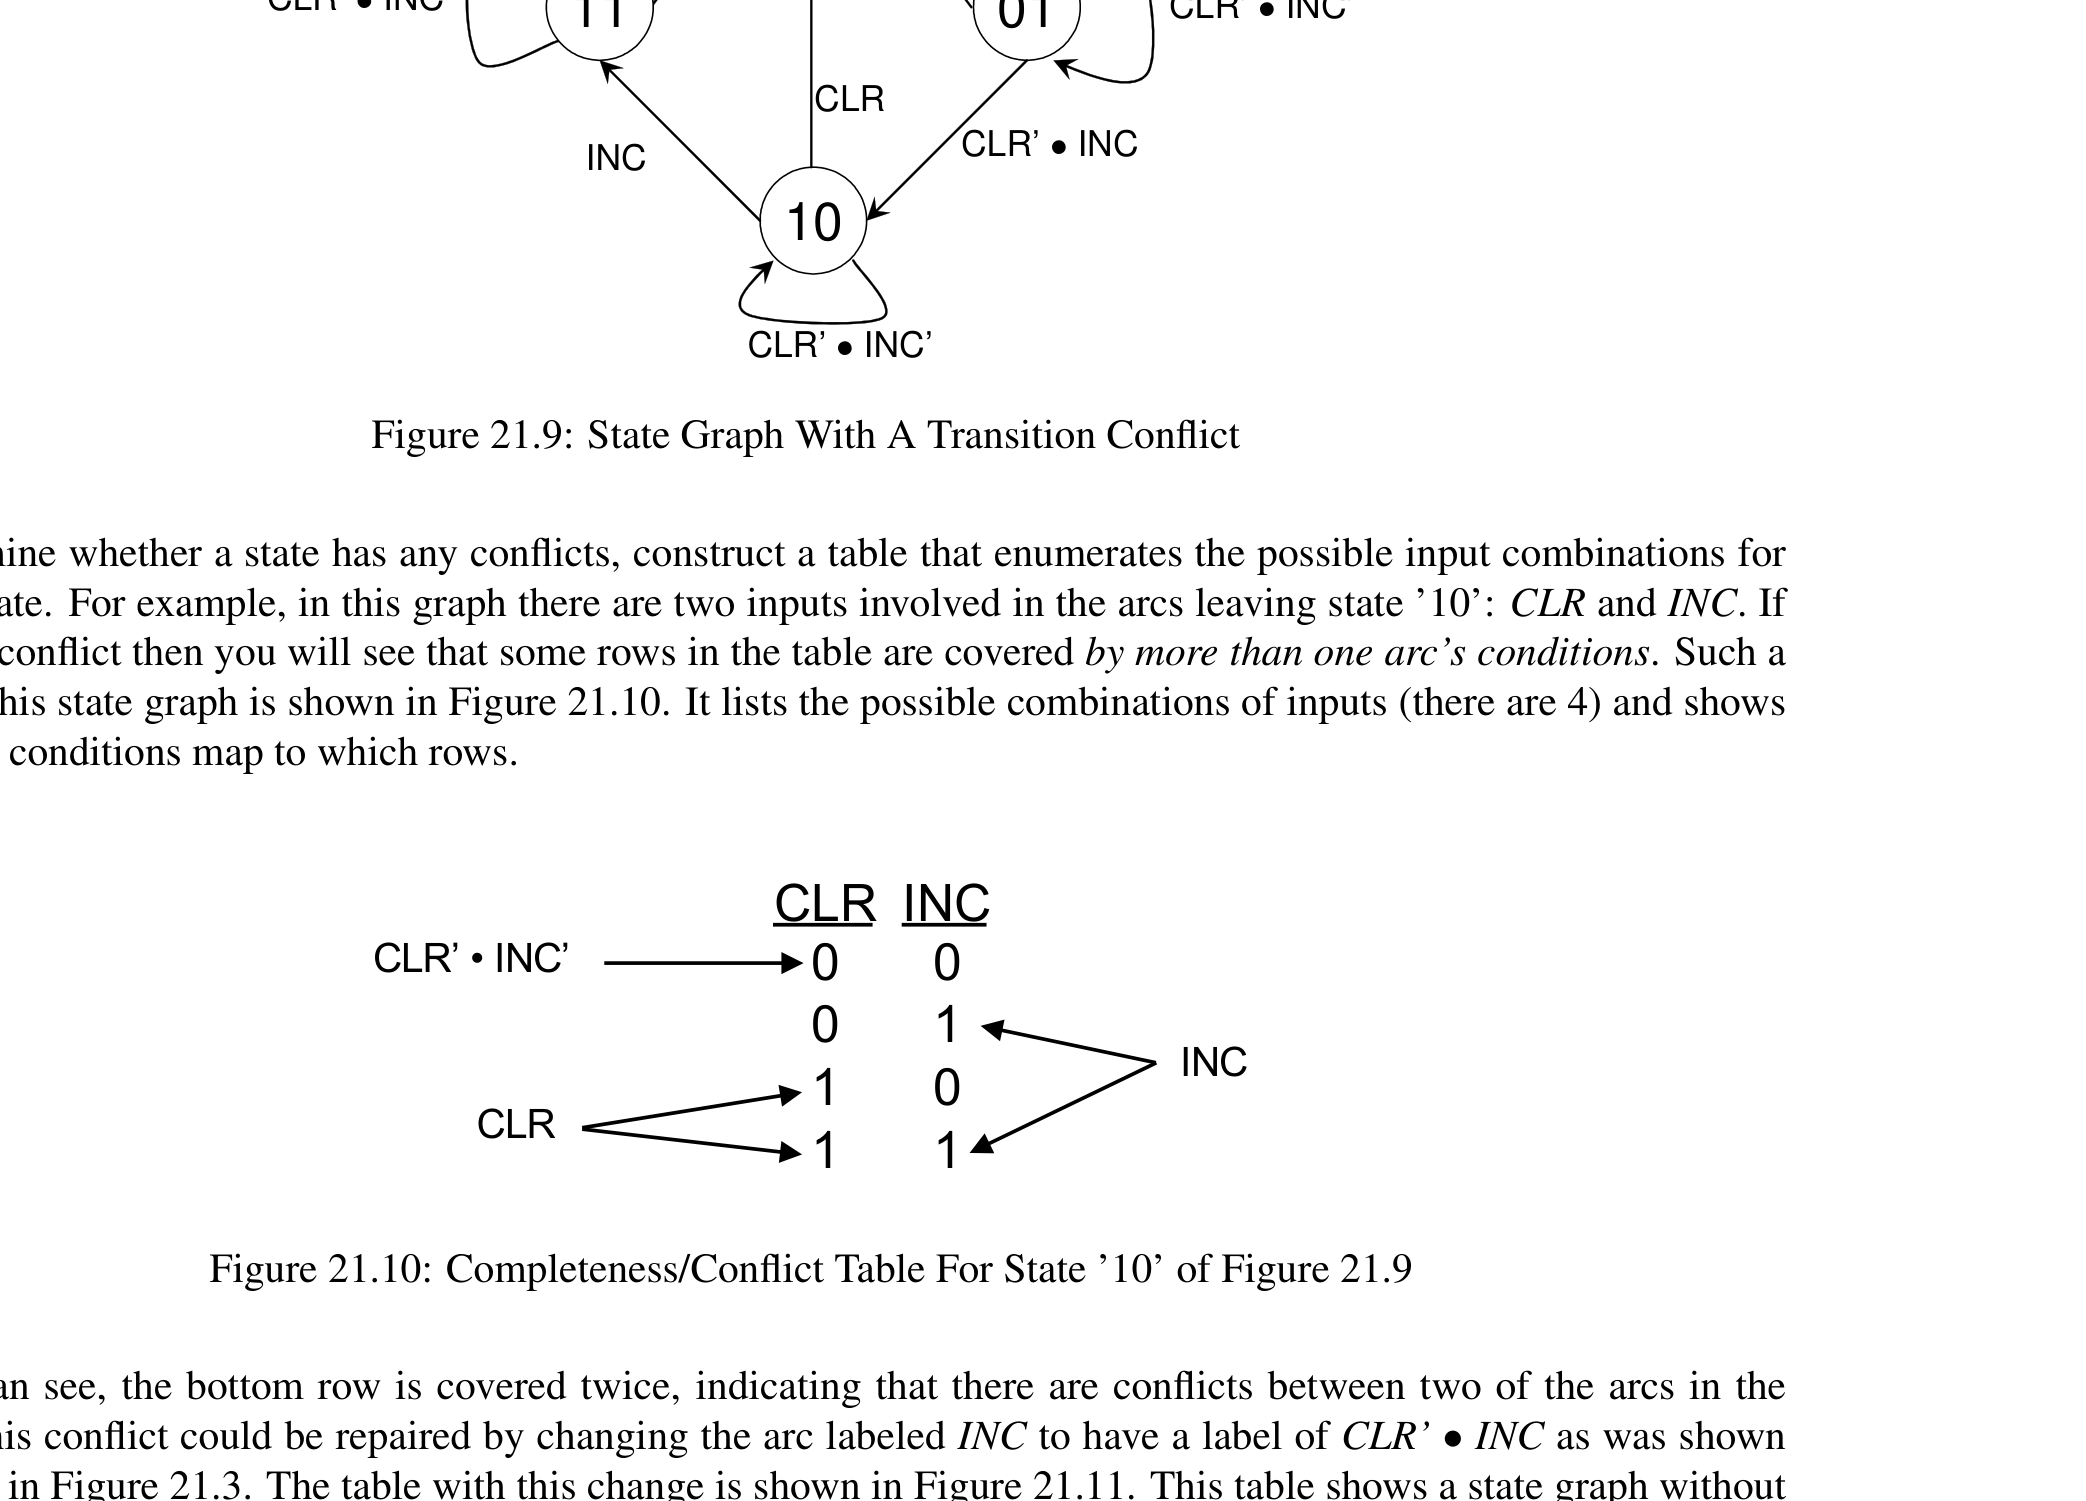 CLR' • INC
11
01
CLR' • INC'
CLR
CLR' • INC
INC
10
CLR' • INC'
Figure 21.9: State Graph With A Transition Conflict
whether a state has any conflicts, construct a table that enumerates the possible input combinations for
For example, in this graph there are two inputs involved in the arcs leaving state ’10’: CLR and INC. If
conflict then you will see that some rows in the table are covered by more than one arc’s conditions. Such a
his state graph is shown in Figure 21.10. It lists the possible combinations of inputs (there are 4) and shows
conditions map to which rows.
CLR INC
CLR’ • INC’ 0 0
0 1
INC
1 0
CLR
1 1
Figure 21.10: Completeness/Conflict Table For State ’10’ of Figure 21.9
an see, the bottom row is covered twice, indicating that there are conflicts between two of the arcs in the
is conflict could be repaired by changing the arc labeled INC to have a label of CLR’ • INC as was shown
in Figure 21.3. The table with this change is shown in Figure 21.11. This table shows a state graph without